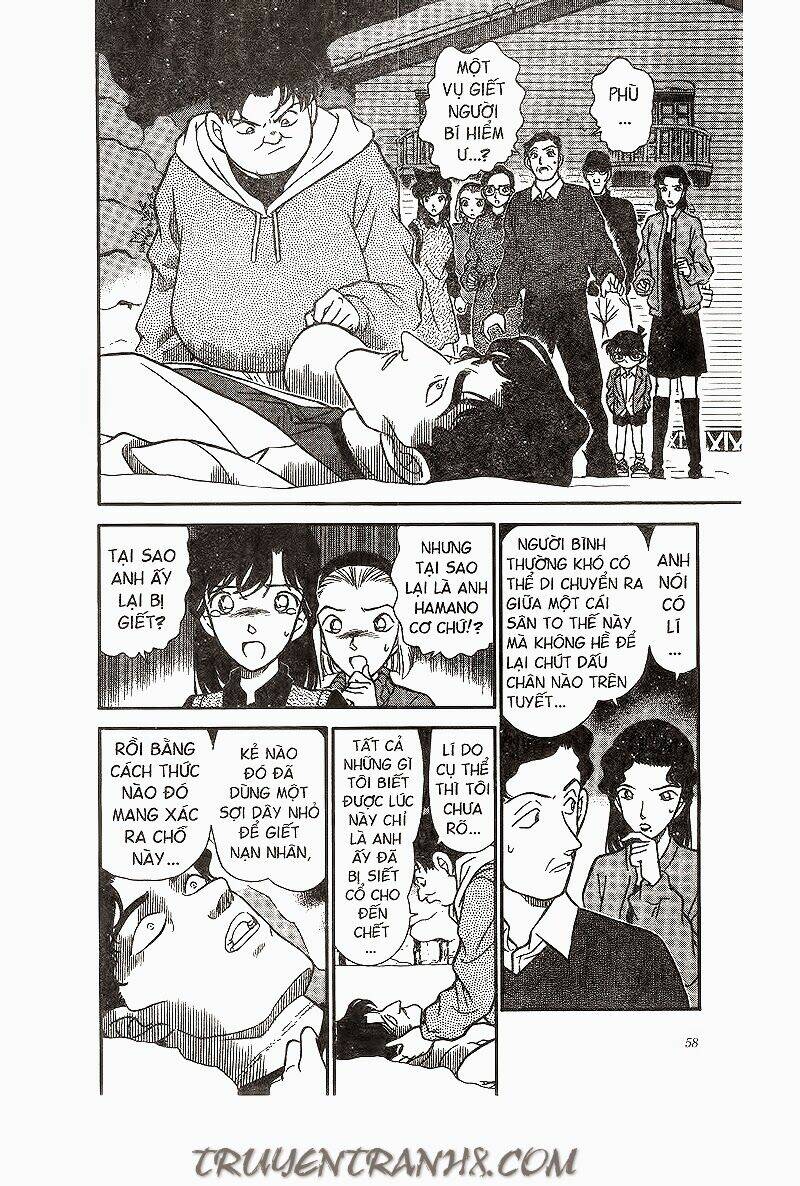 PHÙ
...
MỘT
VỤ GIẾT
NGƯỜI
BÍ HIỂM
Ư...?
ANH
NÓI
CÓ
LÍ
...
NGƯỜI BÌNH
THƯỜNG KHÓ CÓ
THỂ DI CHUYỂN RA
GIỮA MỘT CÁI
SÂN TO THẾ NÀY
MÀ KHÔNG HỀ ĐỂ
LẠI CHÚT DẤU
CHÂN NÀO TRÊN
TUYẾT...
NHƯNG
TẠI SAO
LẠI LÀ ANH
HAMANO
CƠ CHỨ!?
TẠI SAO
ANH ẤY
LẠI BỊ
GIẾT?
LÍ DO
CỤ THỂ
THÌ TÔI
CHƯA
RÕ...
TẤT CẢ
NHỮNG GÌ
TÔI BIẾT
ĐƯỢC LÚC
NÀY CHỈ
LÀ ANH
ẤY ĐÃ
BỊ SIẾT
CỔ CHO
ĐẾN
CHẾT
...
KẺ NÀO
ĐÓ ĐÃ
DÙNG MỘT
SỢI DÂY NHỎ
ĐỂ GIẾT
NẠN NHÂN,
RỒI BẰNG
CÁCH THỨC
NÀO ĐÓ
MANG XÁC
RA CHỔ
NÀY...
58
TRUYENTRANH8.COM